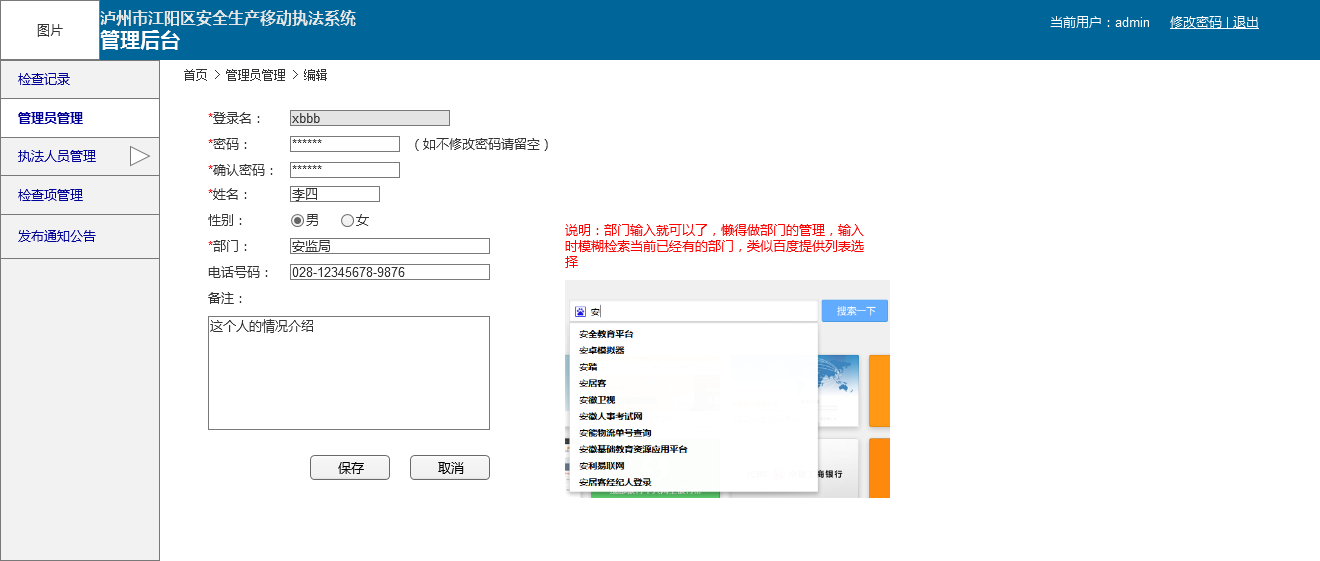 图片
泸州市江阳区安全生产移动执法系统
管理后台
当前用户：admin 修改密码 | 退出
检查记录
管理员管理
执法人员管理
检查项管理
发布通知公告
首页 > 管理员管理 > 编辑
*登录名： xbbb
*密码： ****** （如不修改密码请留空）
*确认密码： ******
*姓名： 李四
性别： 男 女
*部门： 安监局
电话号码： 028-12345678-9876
备注：
这个人的情况介绍
保存 取消
说明：部门输入就可以了，懒得做部门的管理，输入
时模糊检索当前已经有的部门，类似百度提供列表选
择
安 搜索一下
安全教育平台
安卓模拟器
安踏
安居客
安徽卫视
安徽人事考试网
安能物流单号查询
安徽基础教育资源应用平台
安利易联网
安居客经纪人登录
商银行